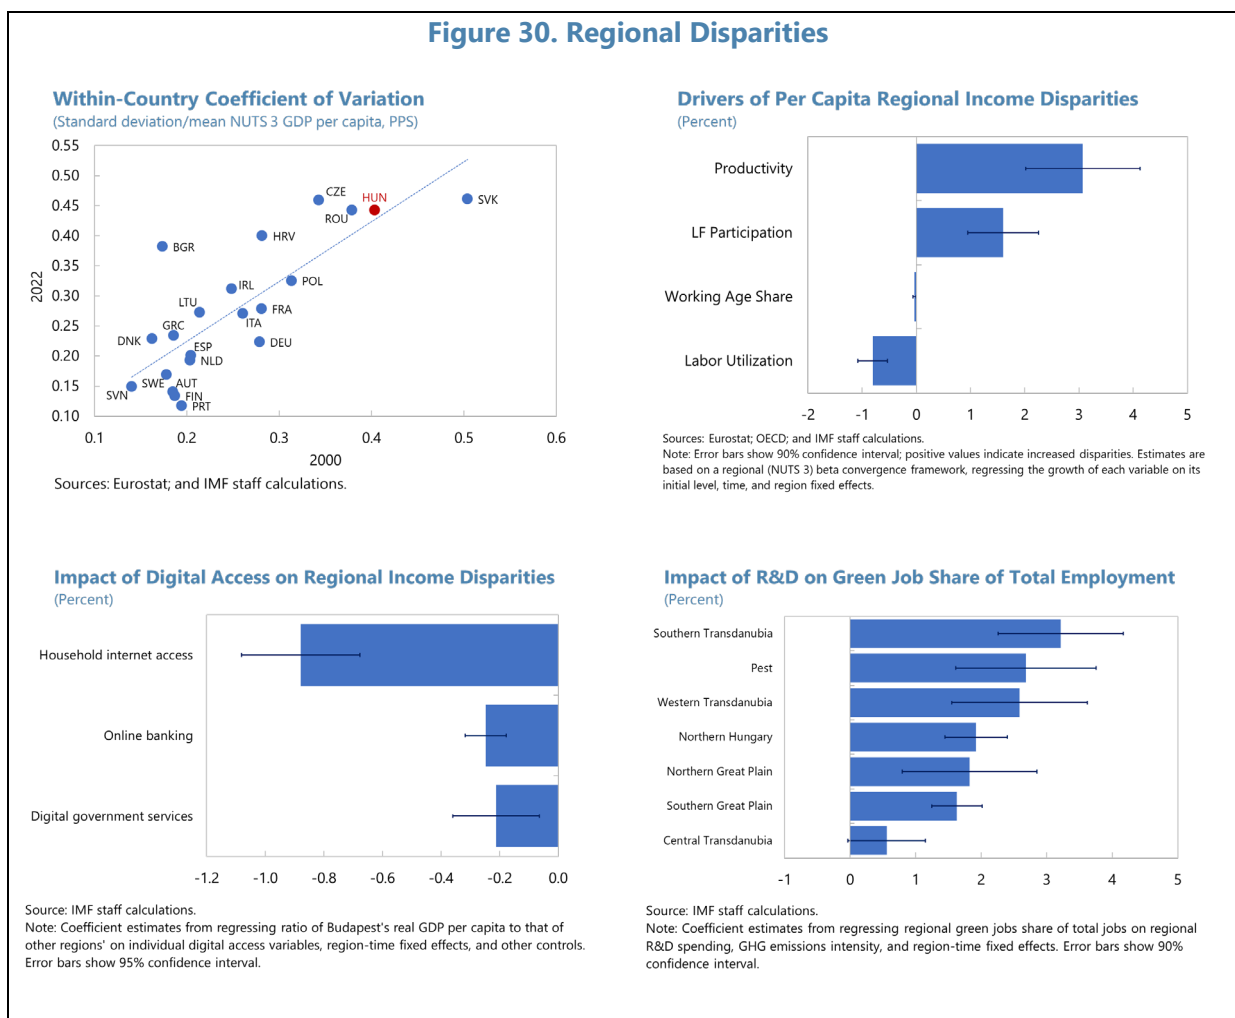 Figure 30. Regional Disparities
Within-Country Coefficient of Variation
(Standard deviation/mean NUTS 3 GDP per capita, PPS)
0.55
0.50
0.45
0.40
0.35
0.30
0.25
0.20
0.15
0.10
2022
CZE
HUN
ROU
SVK
HRV
BGR
POL
IRL
LTU
FRA
ITA
GRC
DNK
DEU
ESP
NLD
SWE
AUT
SVN
FIN
PRT
0.1 0.2 0.3 0.4 0.5 0.6
2000
Sources: Eurostat; and IMF staff calculations.
Drivers of Per Capita Regional Income Disparities
(Percent)
Productivity
LF Participation
Working Age Share
Labor Utilization
-2 -1 0 1 2 3 4 5
Sources: Eurostat; OECD; and IMF staff calculations.
Note: Error bars show 90% confidence interval; positive values indicate increased disparities. Estimates are
based on a regional (NUTS 3) beta convergence framework, regressing the growth of each variable on its
initial level, time, and region fixed effects.
Impact of Digital Access on Regional Income Disparities
(Percent)
Household internet access
Online banking
Digital government services
-1.2 -1.0 -0.8 -0.6 -0.4 -0.2 0.0
Source: IMF staff calculations.
Note: Coefficient estimates from regressing ratio of Budapest's real GDP per capita to that of
other regions' on individual digital access variables, region-time fixed effects, and other controls.
Error bars show 95% confidence interval.
Impact of R&D on Green Job Share of Total Employment
(Percent)
Southern Transdanubia
Pest
Western Transdanubia
Northern Hungary
Northern Great Plain
Southern Great Plain
Central Transdanubia
-1 0 1 2 3 4 5
Source: IMF staff calculations.
Note: Coefficient estimates from regressing regional green jobs share of total jobs on regional
R&D spending, GHG emissions intensity, and region-time fixed effects. Error bars show 90%
confidence interval.